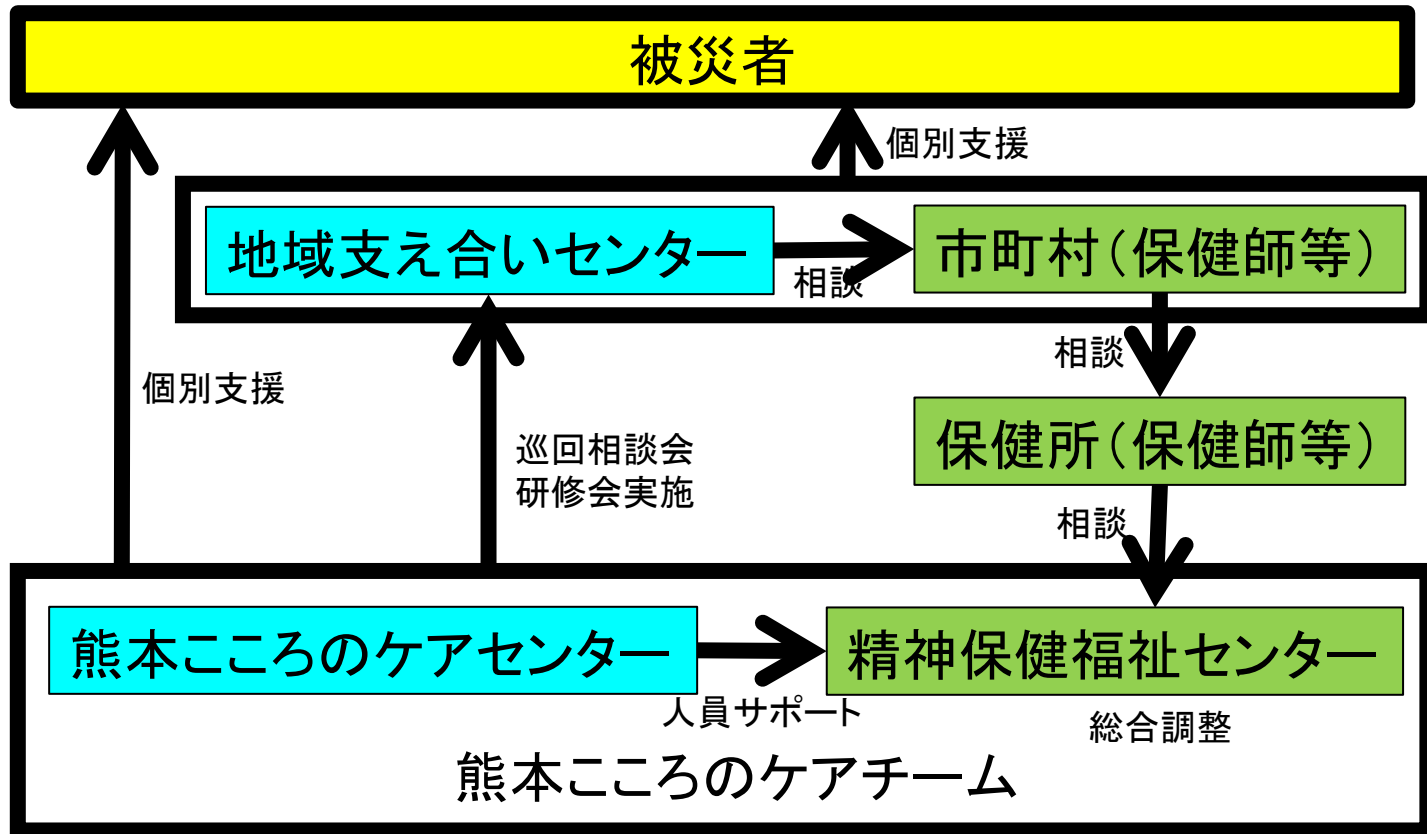 被災者
個別支援
地域支え合いセンター
相談
市町村（保健師等）
相談
個別支援
保健所（保健師等）
巡回相談会
研修会実施
相談
熊本こころのケアセンター
精神保健福祉センター
人員サポート
総合調整
熊本こころのケアチーム